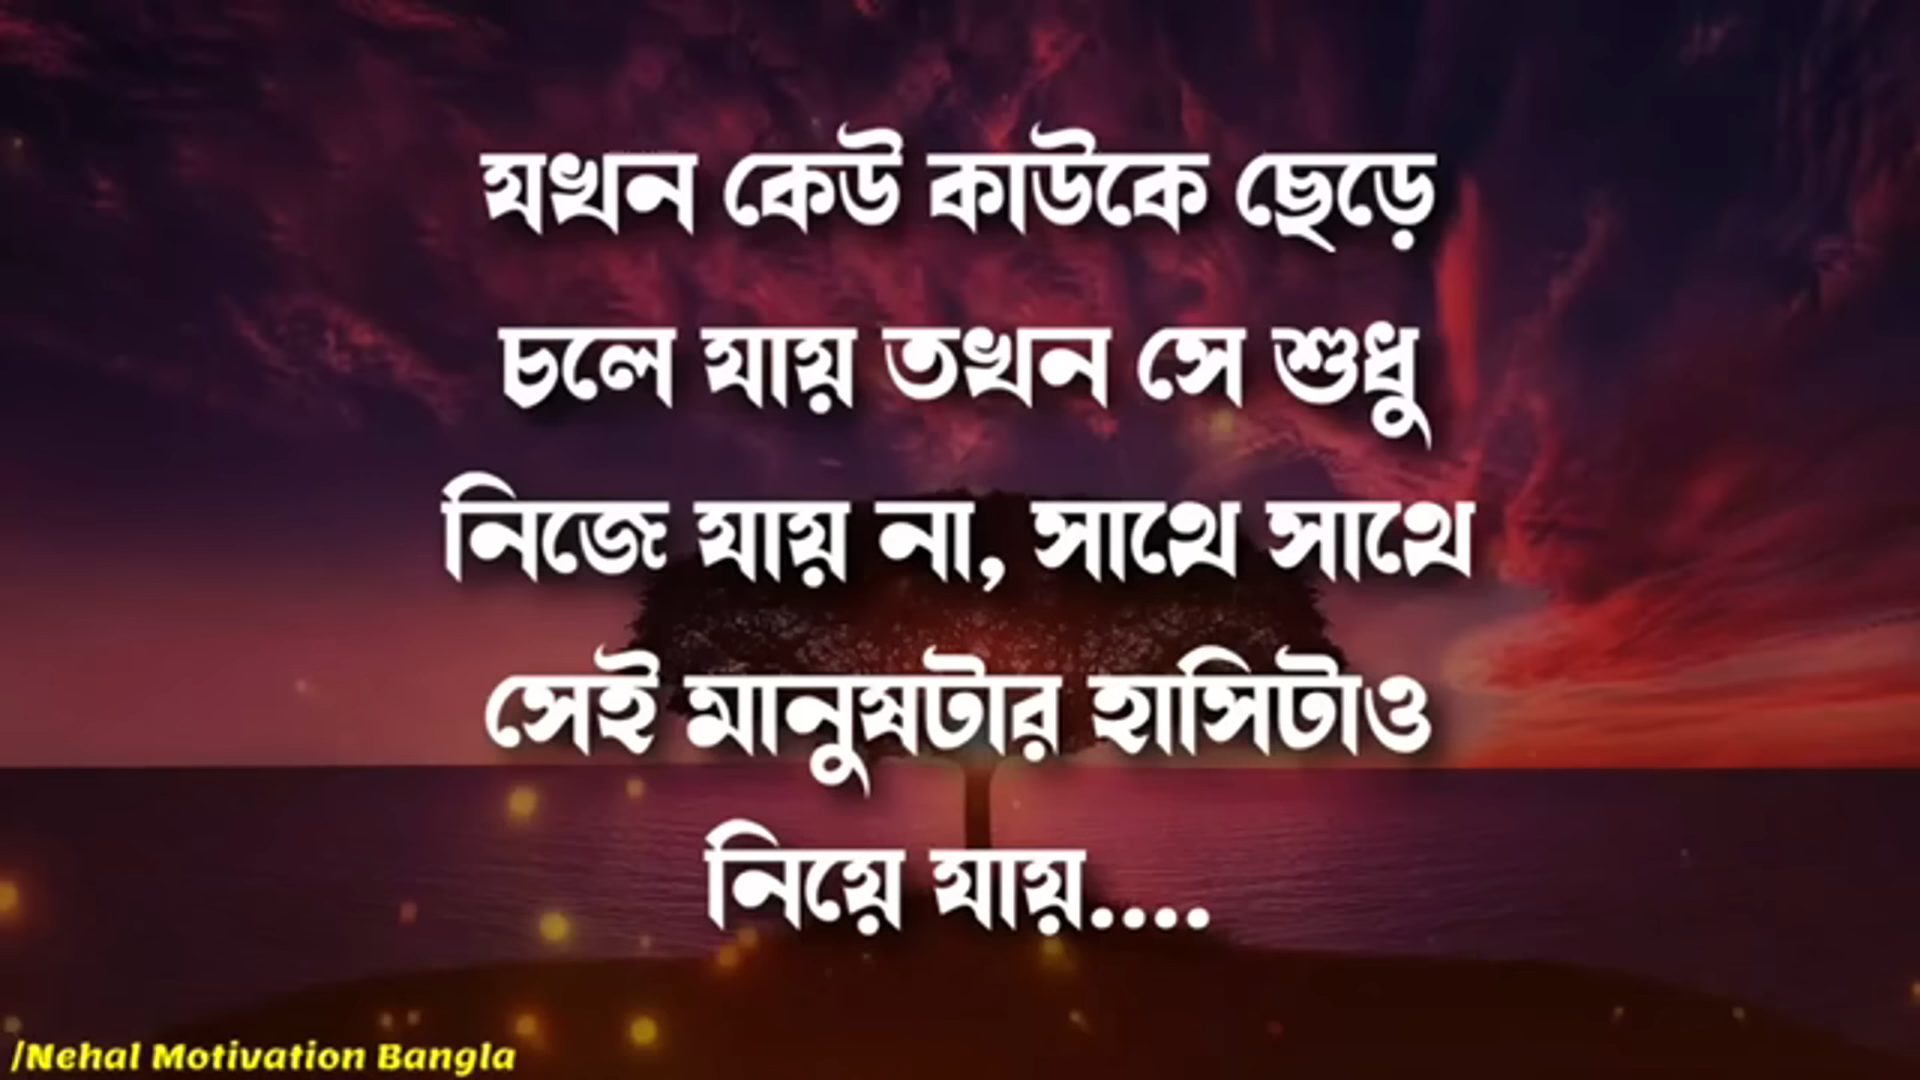 যখন কেউ কাউকে ছেড়ে
চলে যায় তখন সে শুধু
নিজে যায় না, সাথে সাথে
সেই মানুষটার হাসিটাও
নিয়ে যায়....
/Nehal Motivation Bangla